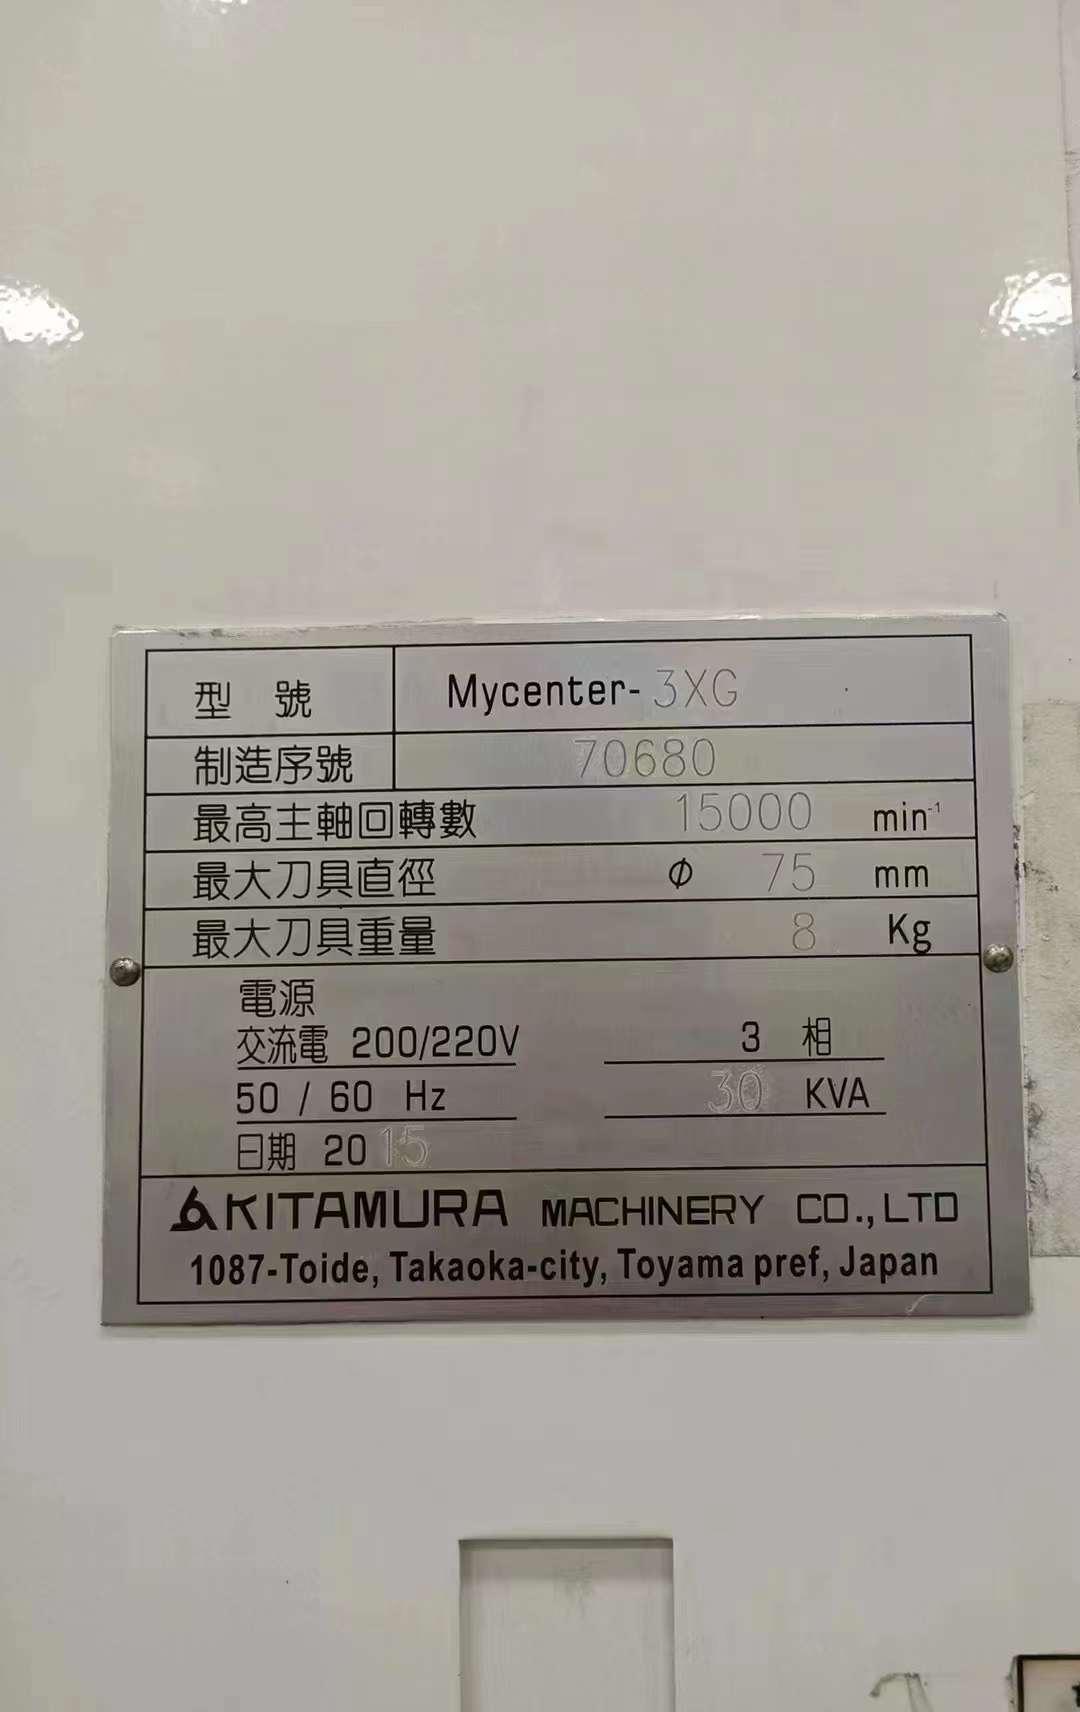 型 號 Mycenter-3XG
制造序號 70680
最高主軸回轉數 15000 min⁻¹
最大刀具直徑 Φ 75 mm
最大刀具重量 8 Kg
電源
交流電 200/220V 3 相
50 / 60 Hz 30 KVA
日期 2015
KITAMURA MACHINERY CO.,LTD
1087-Toide, Takaoka-city, Toyama pref, Japan